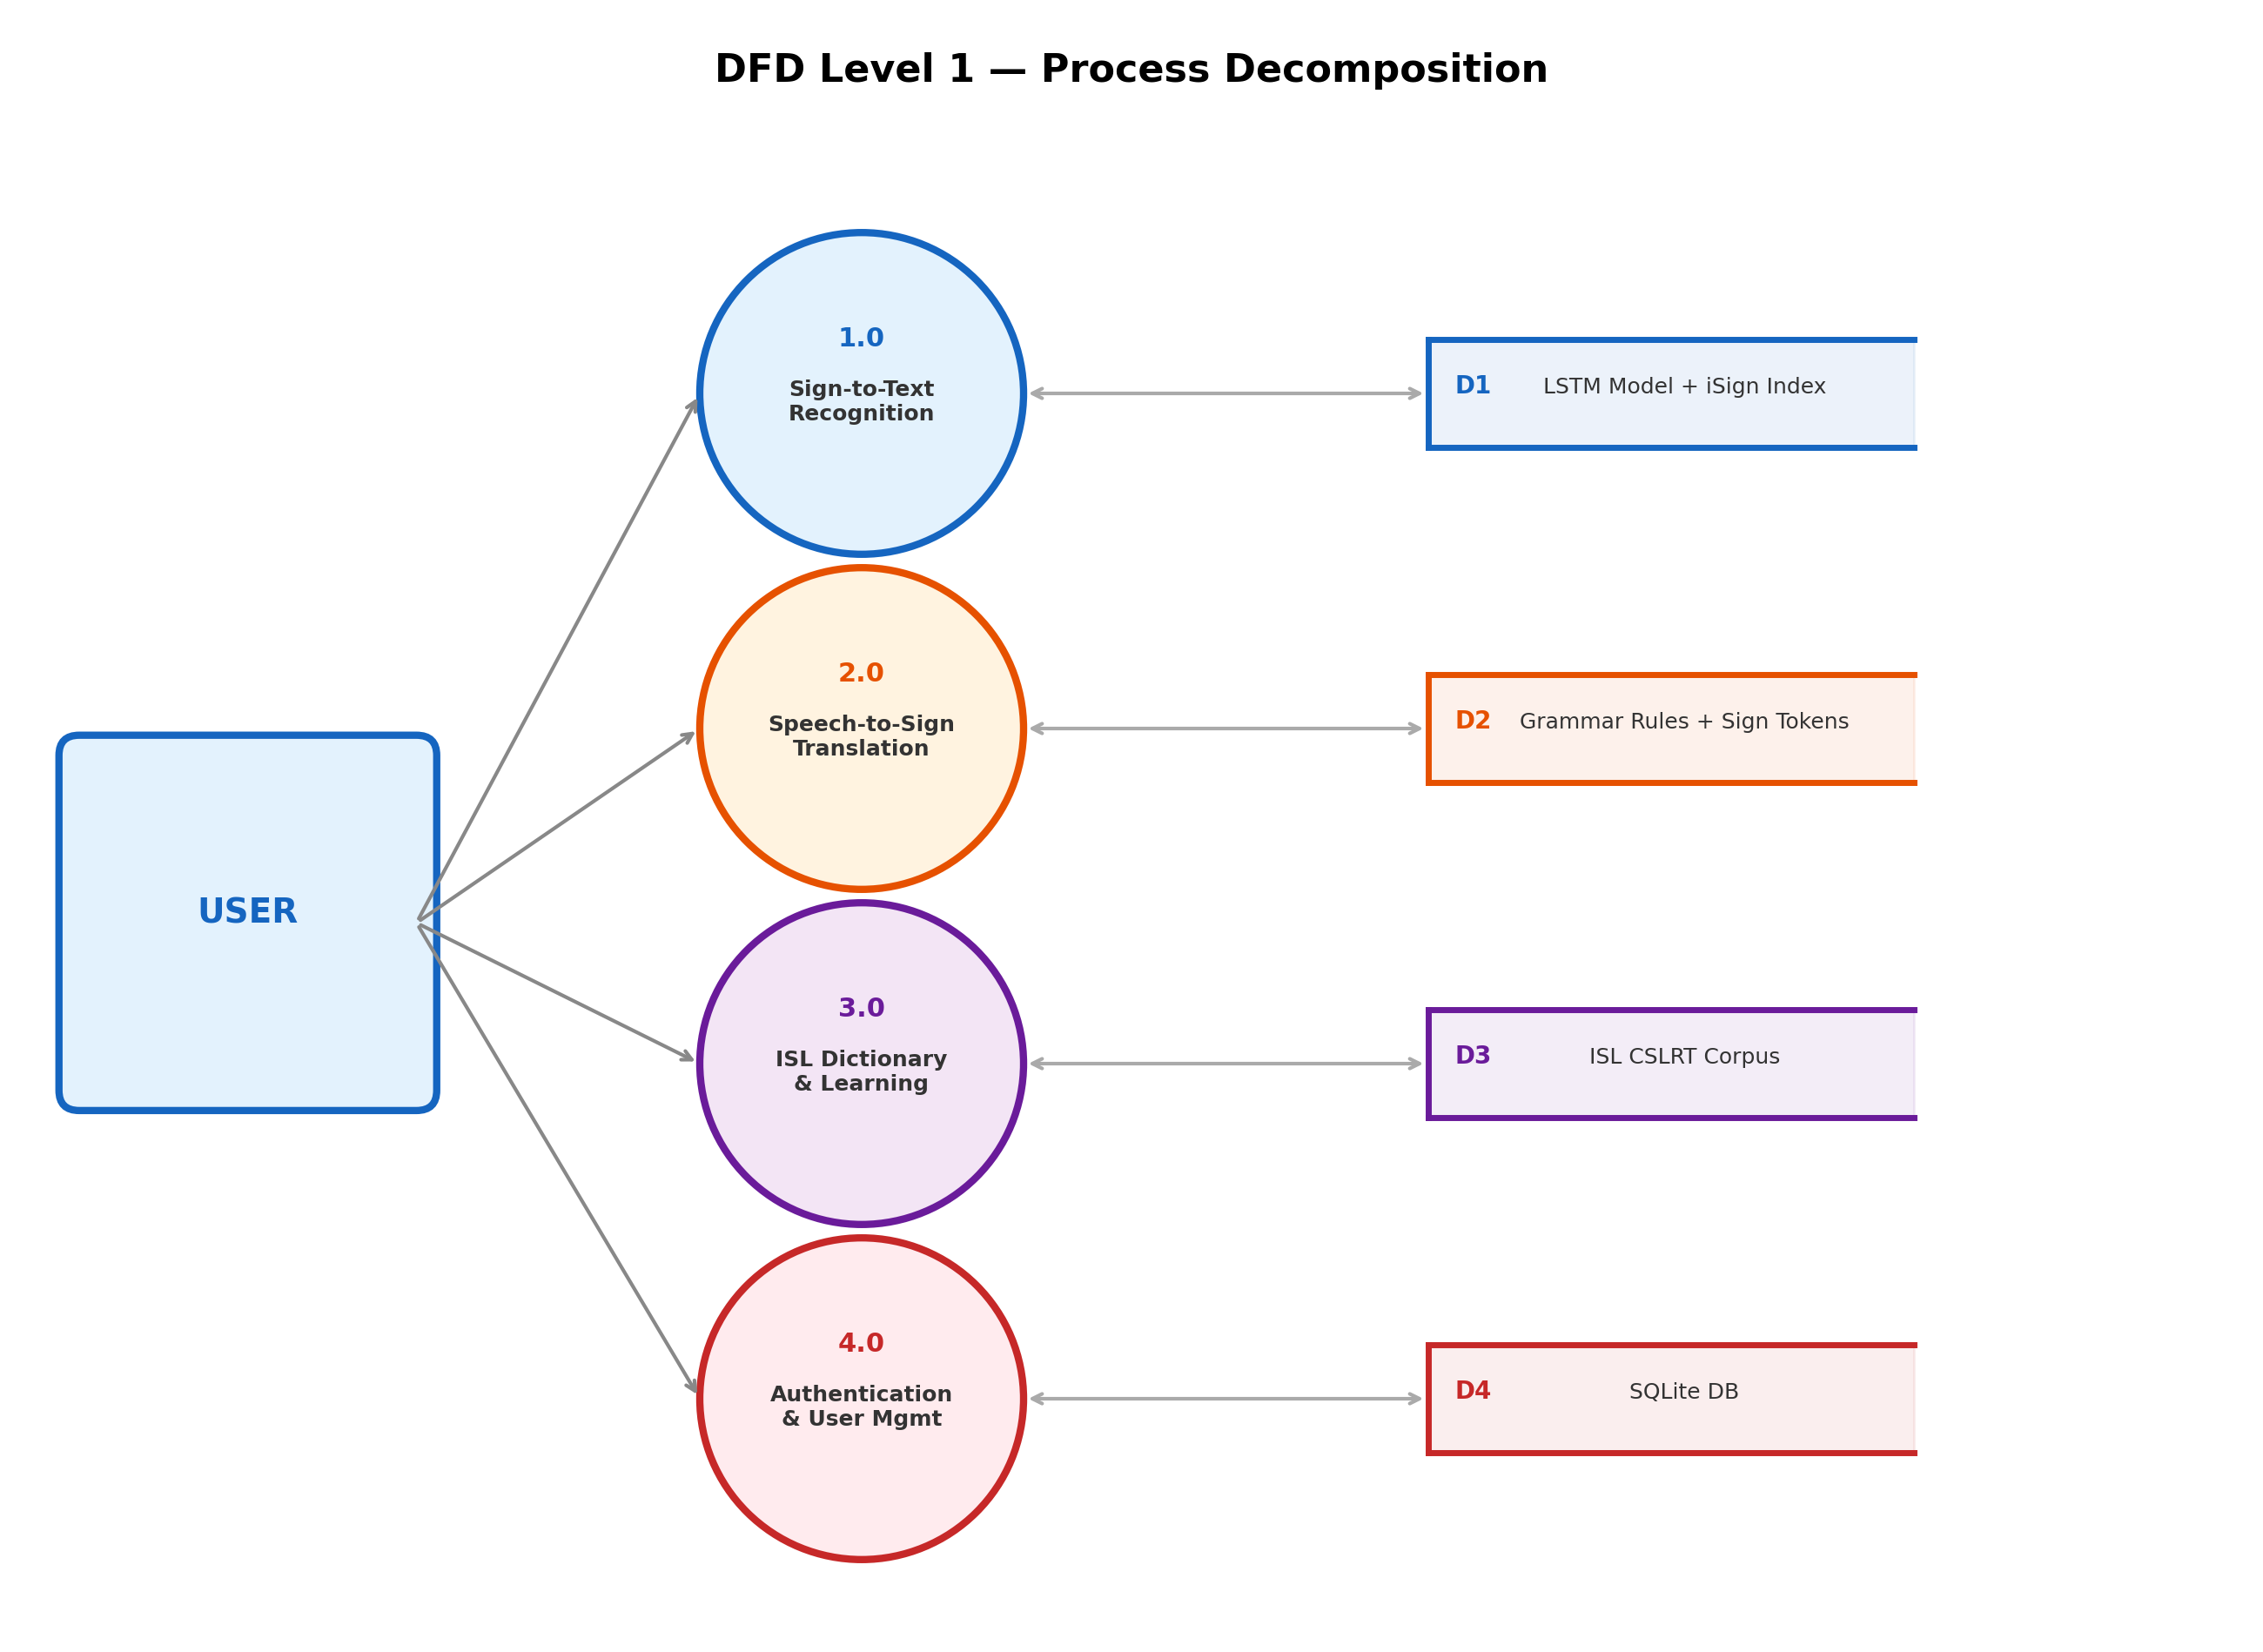 DFD Level 1 — Process Decomposition
1.0
Sign-to-Text
Recognition
D1 LSTM Model + iSign Index
2.0
Speech-to-Sign
Translation
D2 Grammar Rules + Sign Tokens
USER
3.0
ISL Dictionary
& Learning
D3 ISL CSLRT Corpus
4.0
Authentication
& User Mgmt
D4 SQLite DB